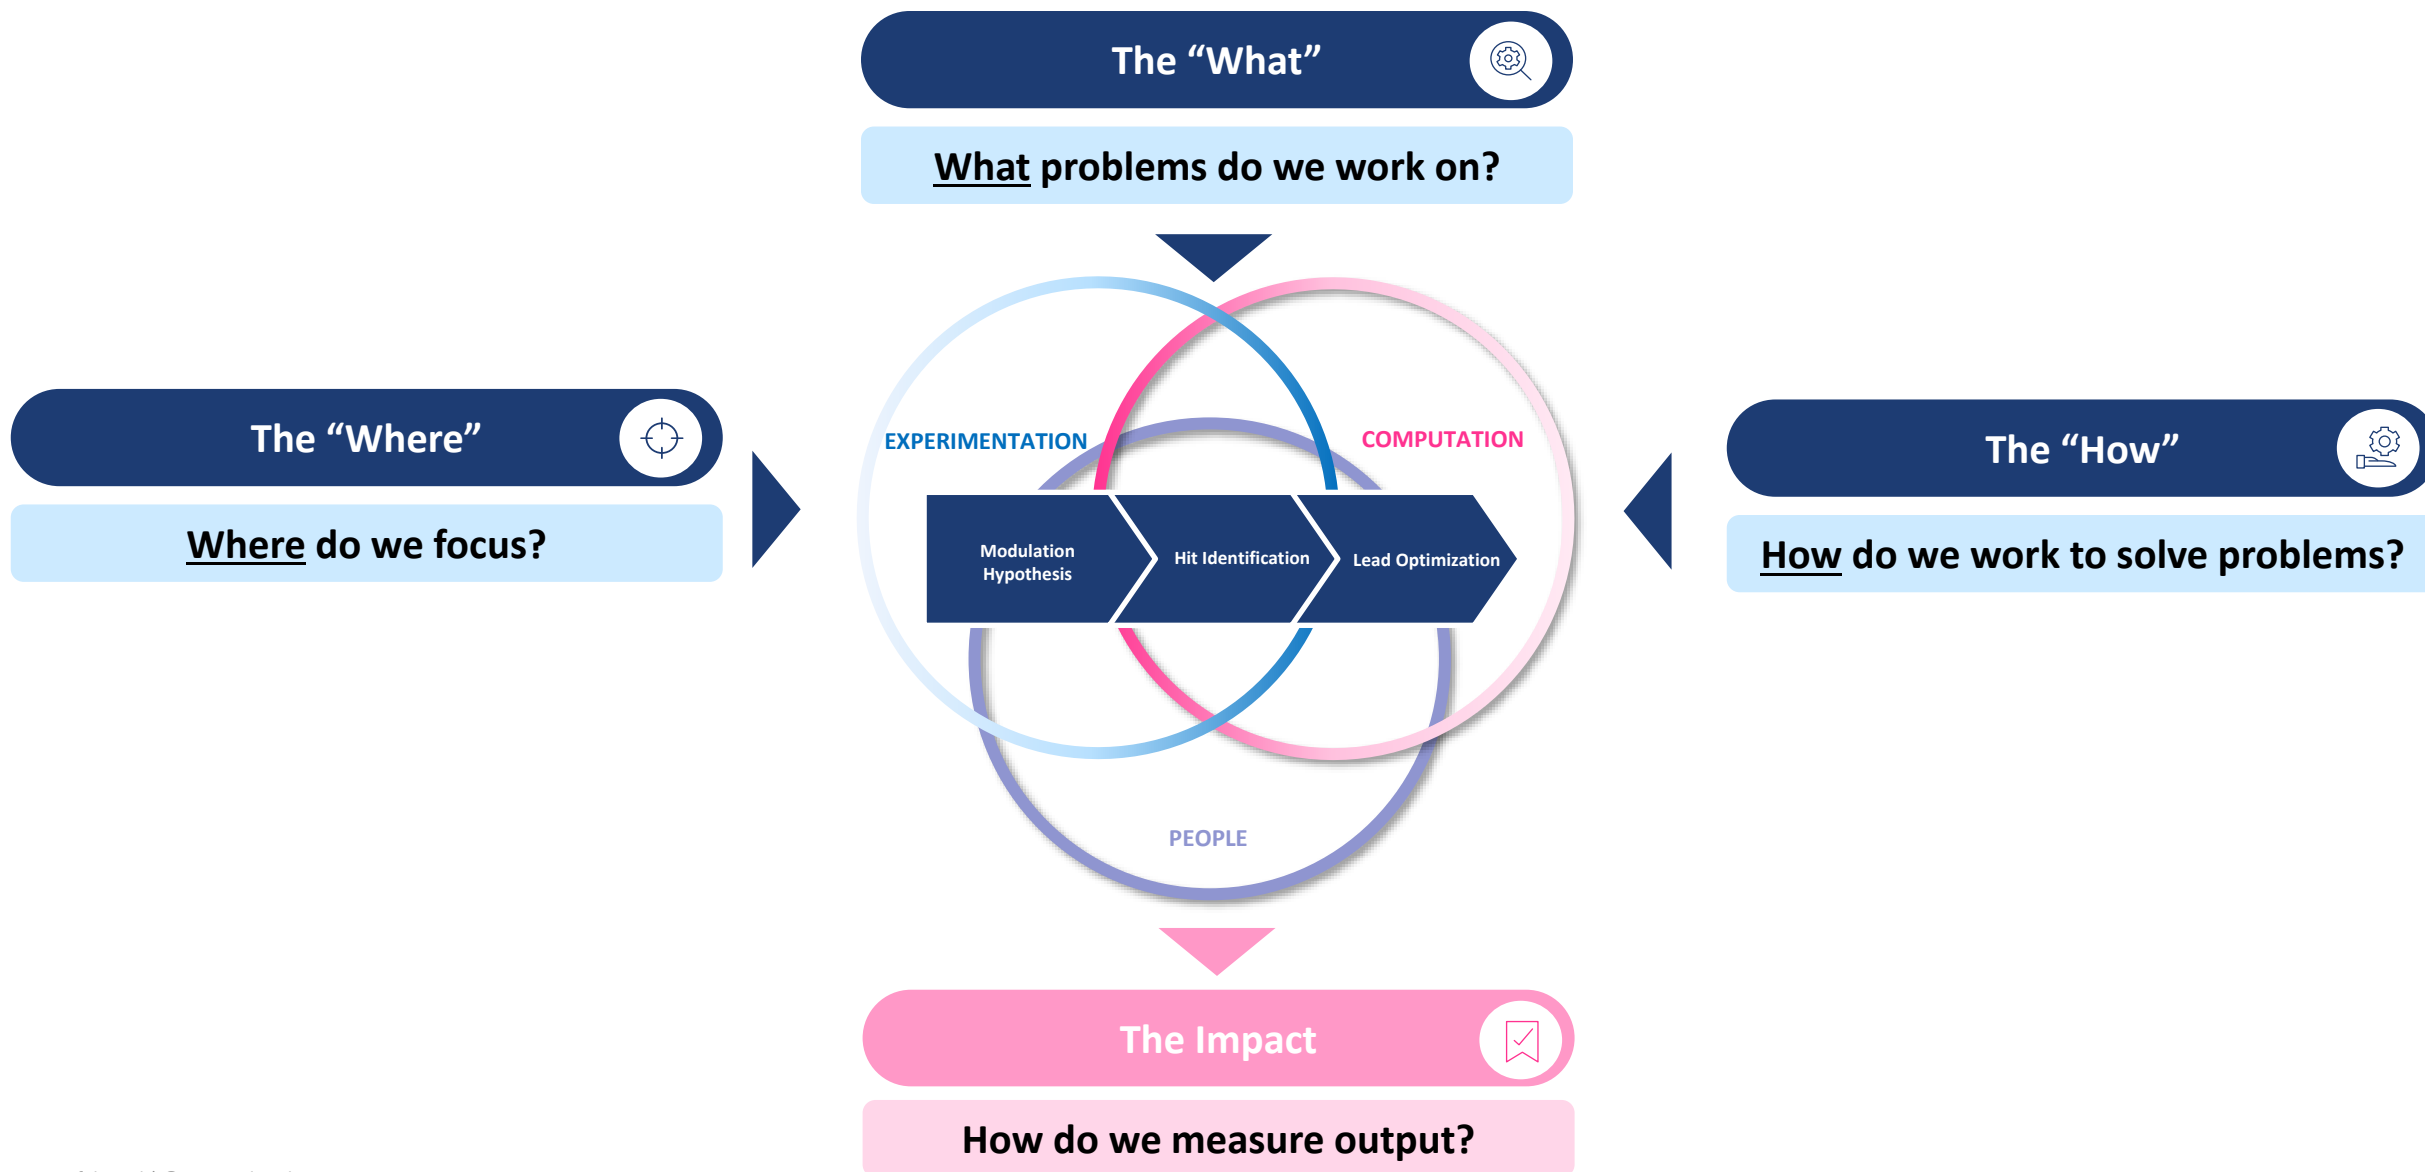 The “What”
What problems do we work on?
The “Where”
Where do we focus?
EXPERIMENTATION
COMPUTATION
The “How”
How do we work to solve problems?
Modulation
Hypothesis
Hit Identification
Lead Optimization
PEOPLE
The Impact
How do we measure output?